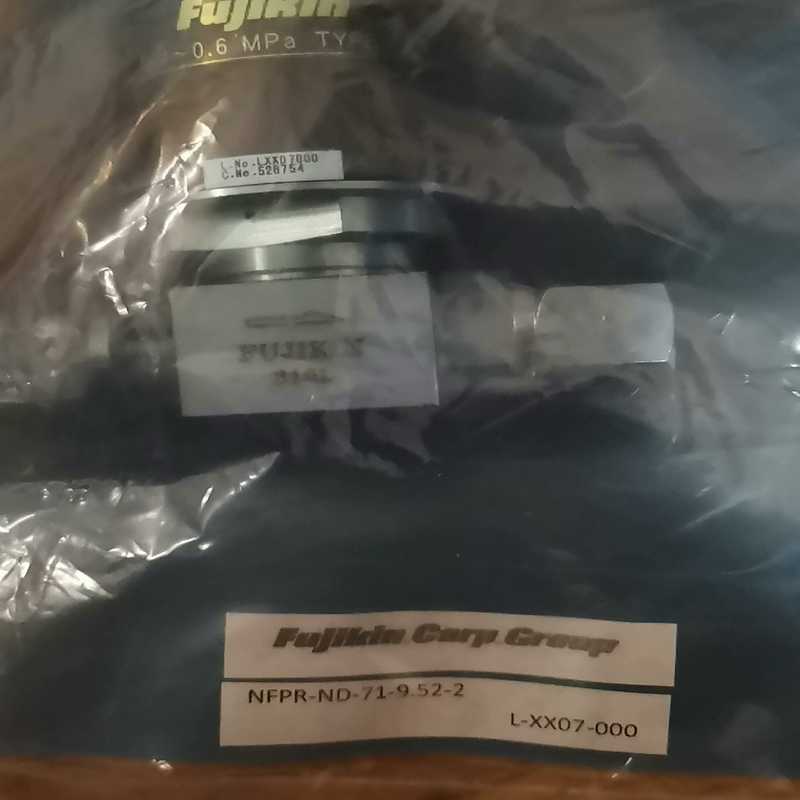 Fujikin
~0.6 MPa TYP
L.No.LXX07000
C.No.526754
FUJIKIN
316L
Fujikin Corp Group
NFPR-ND-71-9.52-2
L-XX07-000